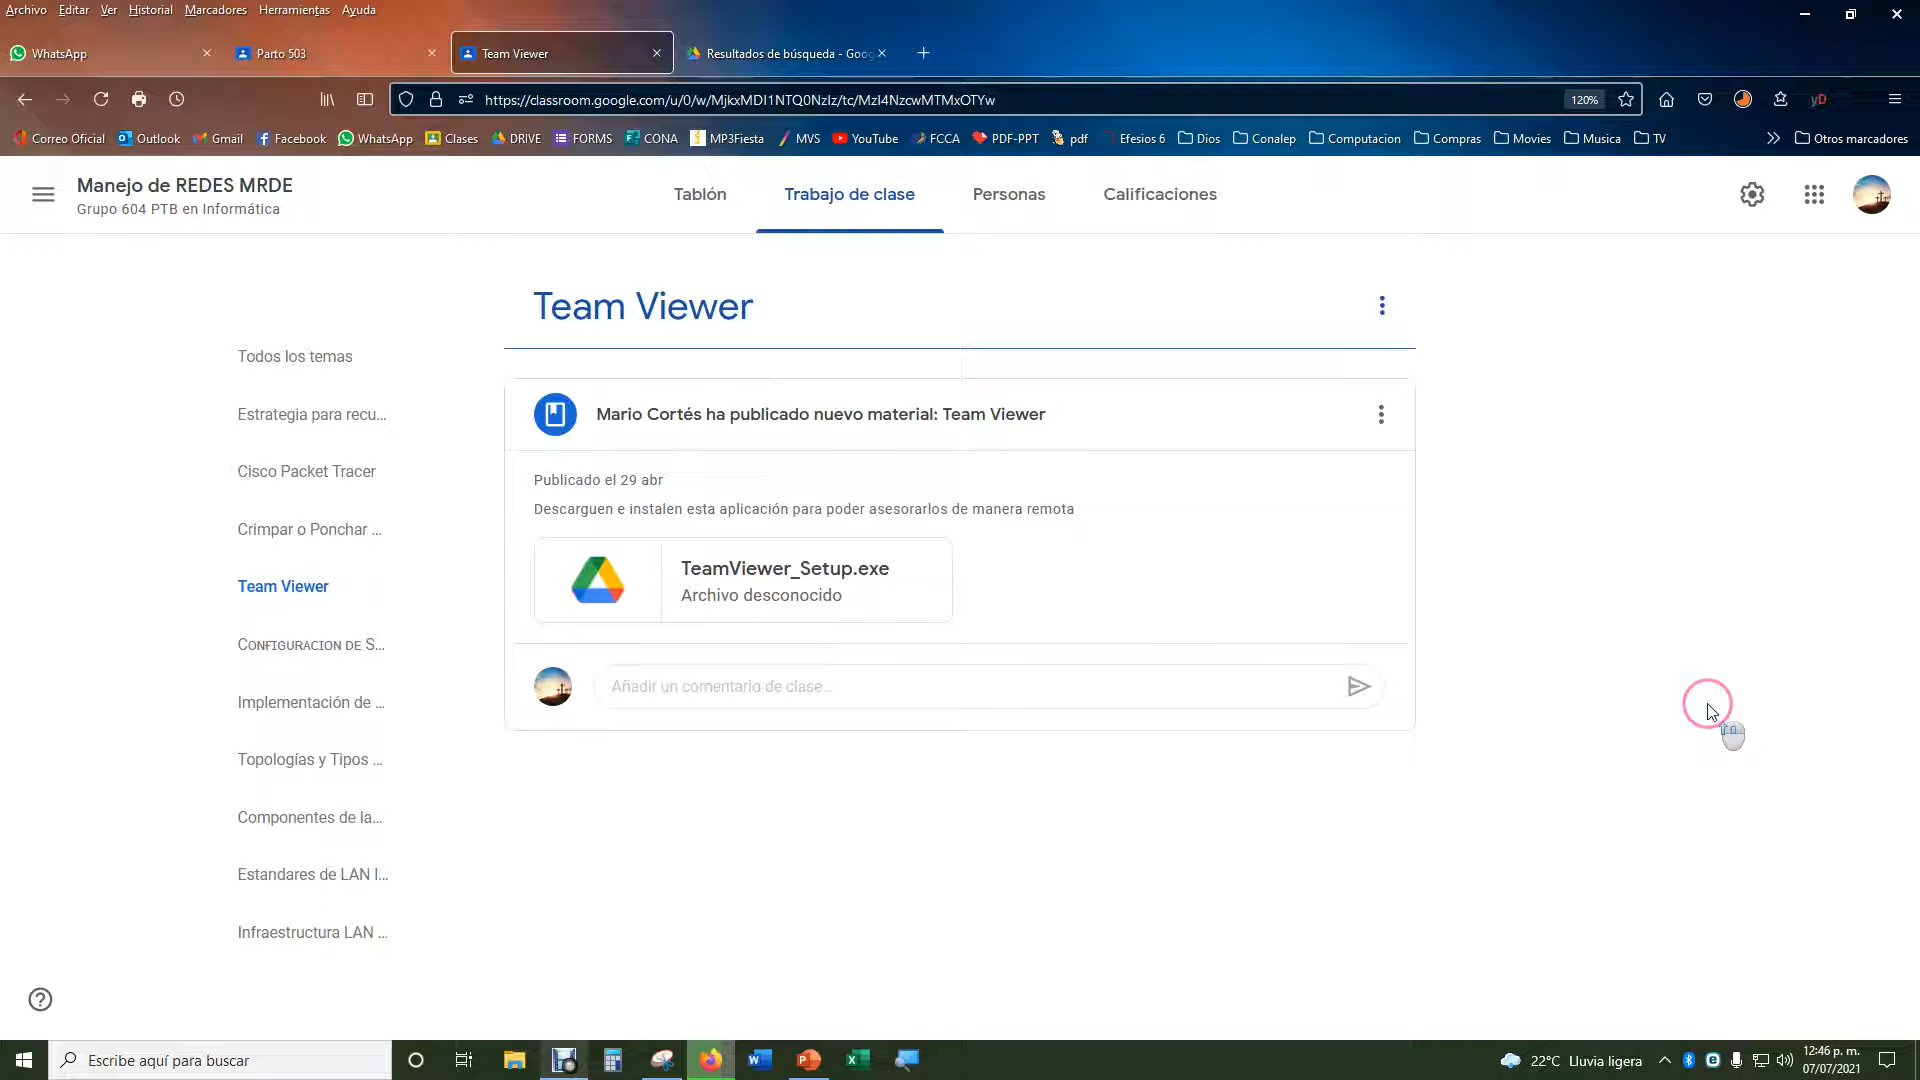 Archivo Editar Ver Historial Marcadores Herramientas Ayuda
WhatsApp
Parto 503
Team Viewer
Resultados de búsqueda - Goog
https://classroom.google.com/u/0/w/MjkxMDI1NTQ0NzIz/tc/MzI4NzcwMTMxOTYw
120%
yD
Correo Oficial Outlook Gmail Facebook WhatsApp Clases DRIVE FORMS CONA MP3Fiesta MVS YouTube FCCA PDF-PPT pdf Efesios 6 Dios Conalep Computacion Compras Movies Musica TV Otros marcadores
Manejo de REDES MRDE
Grupo 604 PTB en Informática
Tablón
Trabajo de clase
Personas
Calificaciones
Team Viewer
Todos los temas
Estrategia para recu...
Cisco Packet Tracer
Crimpar o Ponchar ...
Team Viewer
Configuracion de S...
Implementación de ...
Topologías y Tipos ...
Componentes de la...
Estandares de LAN I...
Infraestructura LAN ...
Mario Cortés ha publicado nuevo material: Team Viewer
Publicado el 29 abr
Descarguen e instalen esta aplicación para poder asesorarlos de manera remota
TeamViewer_Setup.exe
Archivo desconocido
Añadir un comentario de clase...
Escribe aquí para buscar
22°C Lluvia ligera
12:46 p. m.
07/07/2021